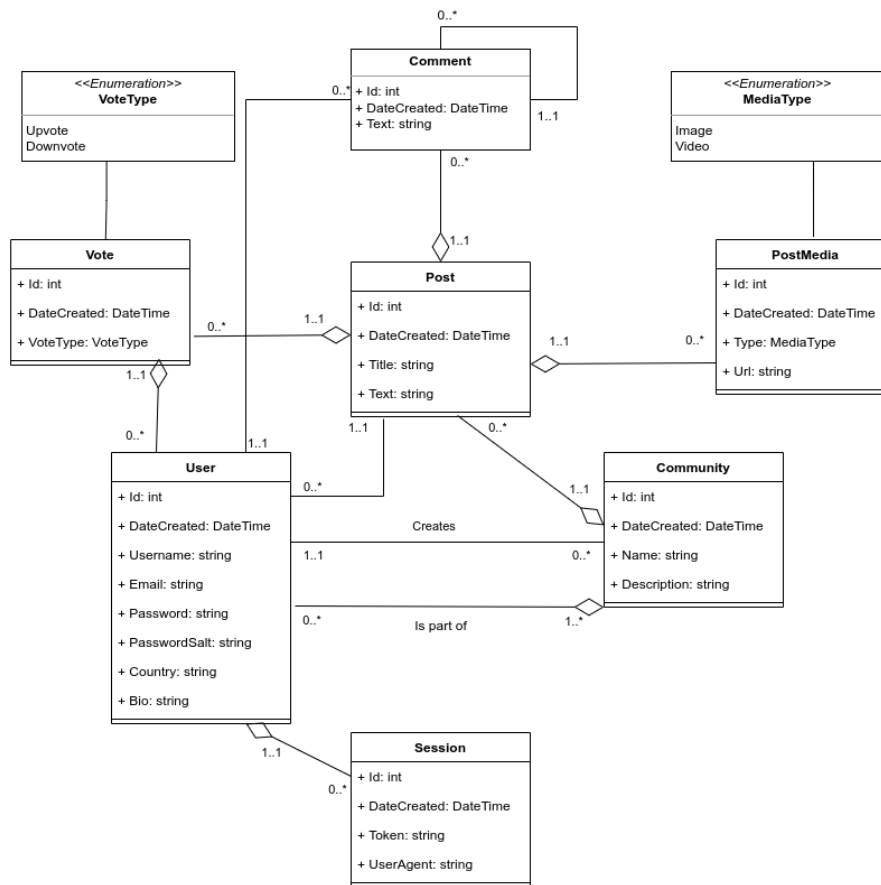 0..*
Comment
+ Id: int
+ DateCreated: DateTime
+ Text: string
0..*
1..1
0..*
<<Enumeration>>
VoteType
Upvote
Downvote
<<Enumeration>>
MediaType
Image
Video
Vote
+ Id: int
+ DateCreated: DateTime
+ VoteType: VoteType
1..1
Post
+ Id: int
+ DateCreated: DateTime
+ Title: string
+ Text: string
PostMedia
+ Id: int
+ DateCreated: DateTime
+ Type: MediaType
+ Url: string
0..*
1..1
1..1
0..*
1..1
0..*
1..1
1..1
0..*
0..*
1..1
User
+ Id: int
+ DateCreated: DateTime
+ Username: string
+ Email: string
+ Password: string
+ PasswordSalt: string
+ Country: string
+ Bio: string
Community
+ Id: int
+ DateCreated: DateTime
+ Name: string
+ Description: string
Creates
1..1
0..*
0..*
Is part of
1..*
1..1
0..*
Session
+ Id: int
+ DateCreated: DateTime
+ Token: string
+ UserAgent: string